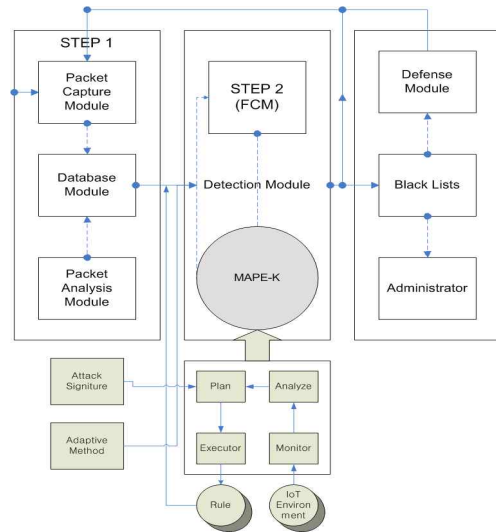 STEP 1
Packet
Capture
Module
Database
Module
Packet
Analysis
Module
STEP 2
(FCM)
Detection Module
MAPE-K
Defense
Module
Black Lists
Administrator
Attack
Signiture
Adaptive
Method
Plan
Analyze
Executor
Monitor
Rule
IoT
Environ
ment